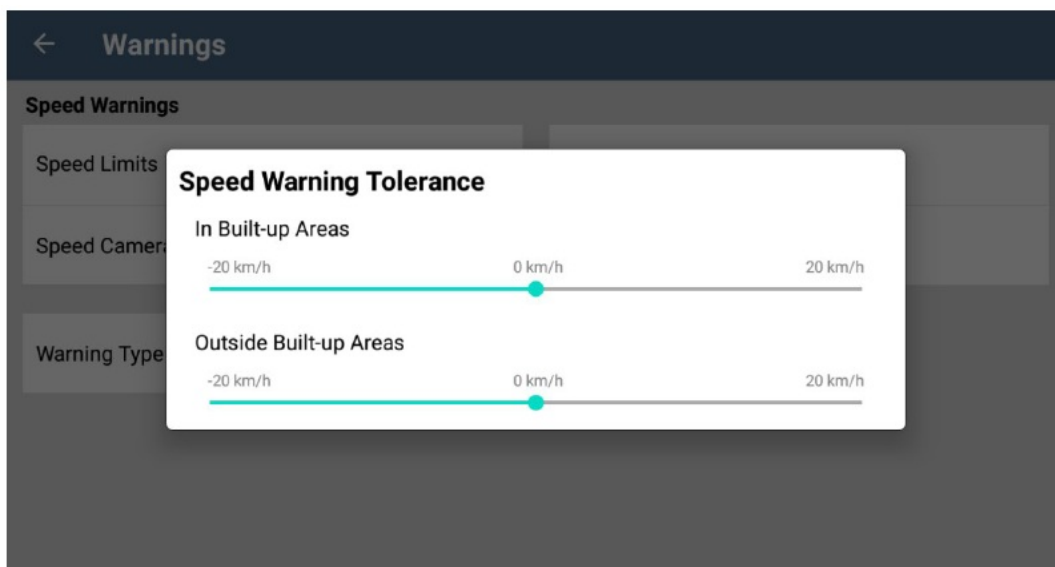 Warnings
Speed Warnings
Speed Limits
Speed Camera
Warning Type
Speed Warning Tolerance
In Built-up Areas
-20 km/h 0 km/h 20 km/h
Outside Built-up Areas
-20 km/h 0 km/h 20 km/h